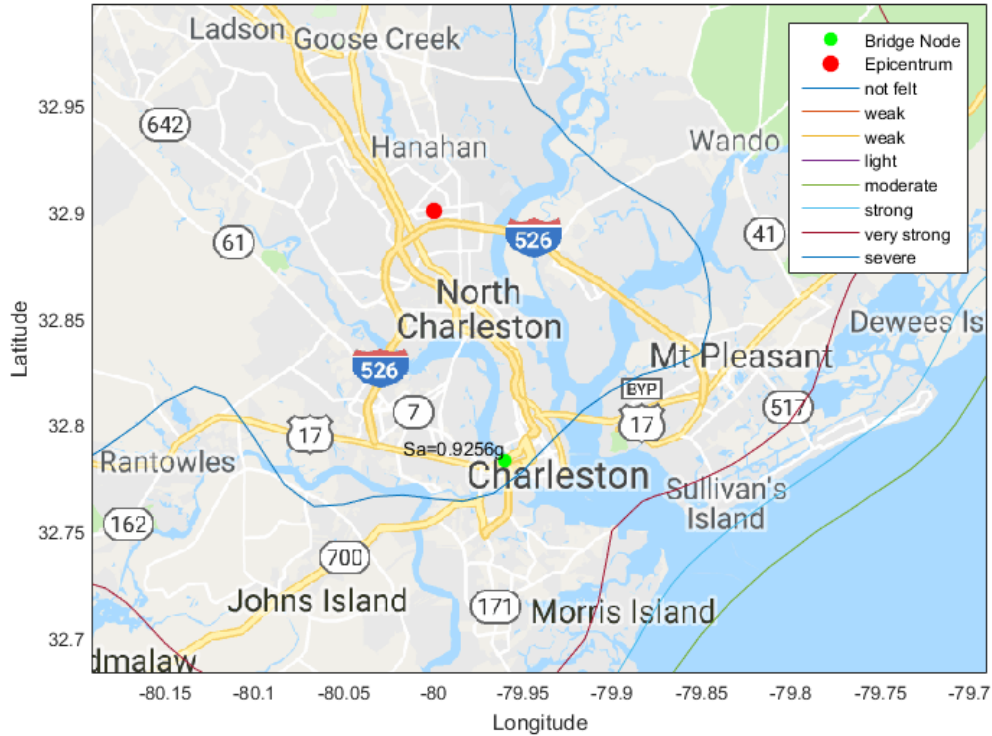 Ladson
Goose Creek
Bridge Node
Epicentrum
not felt
weak
weak
light
moderate
strong
very strong
severe
32.95
642
Hanahan
Wando
32.9
61
526
41
North
Charleston
32.85
Latitude
Dewees Is
526
Mt Pleasant
BYP
7
17
517
32.8
17
Sa=0.9256g
Rantowles
Charleston
Sullivan's
Island
162
32.75
700
Johns Island
171
Morris Island
32.7
dmalaw
-80.15
-80.1
-80.05
-80
-79.95
-79.9
-79.85
-79.8
-79.75
-79.7
Longitude